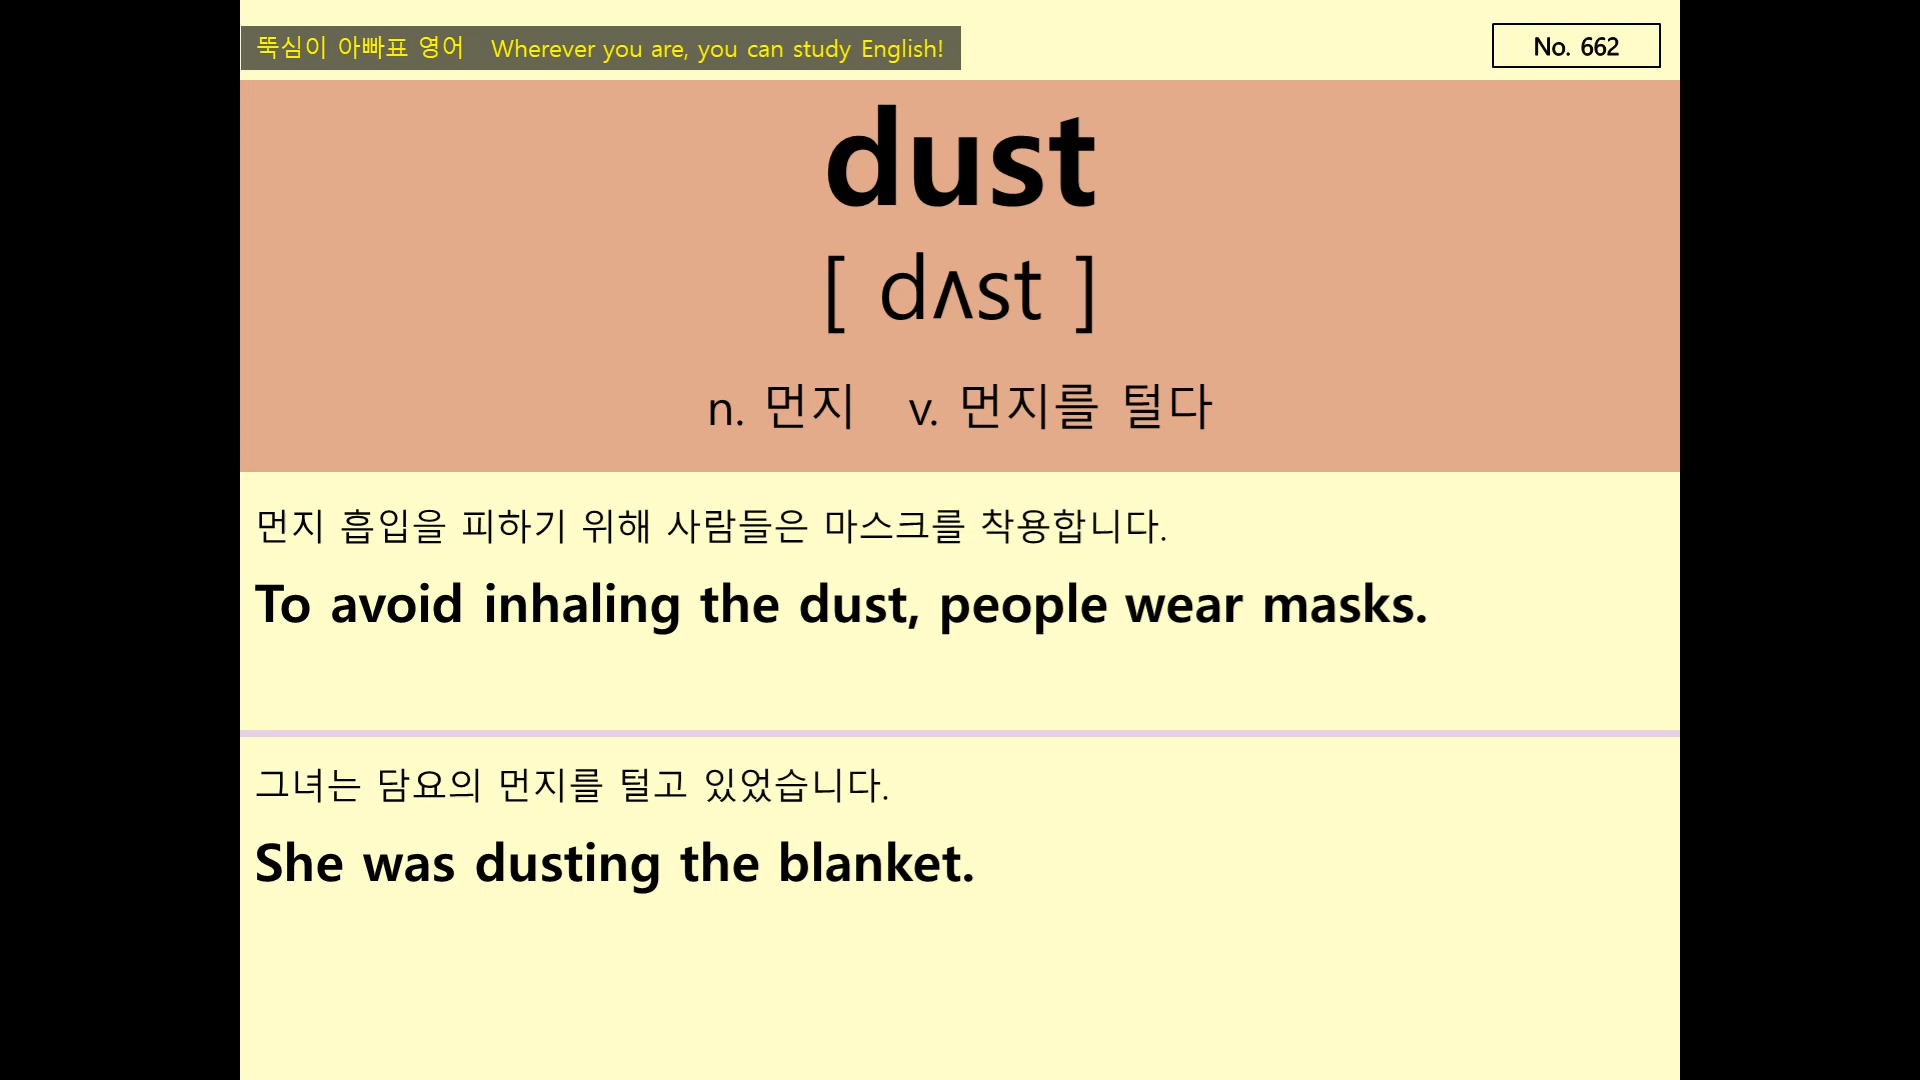 뚝심이 아빠표 영어 Wherever you are, you can study English!
No. 662
dust
[ dʌst ]
n. 먼지 v. 먼지를 털다
먼지 흡입을 피하기 위해 사람들은 마스크를 착용합니다.
To avoid inhaling the dust, people wear masks.
그녀는 담요의 먼지를 털고 있었습니다.
She was dusting the blanket.